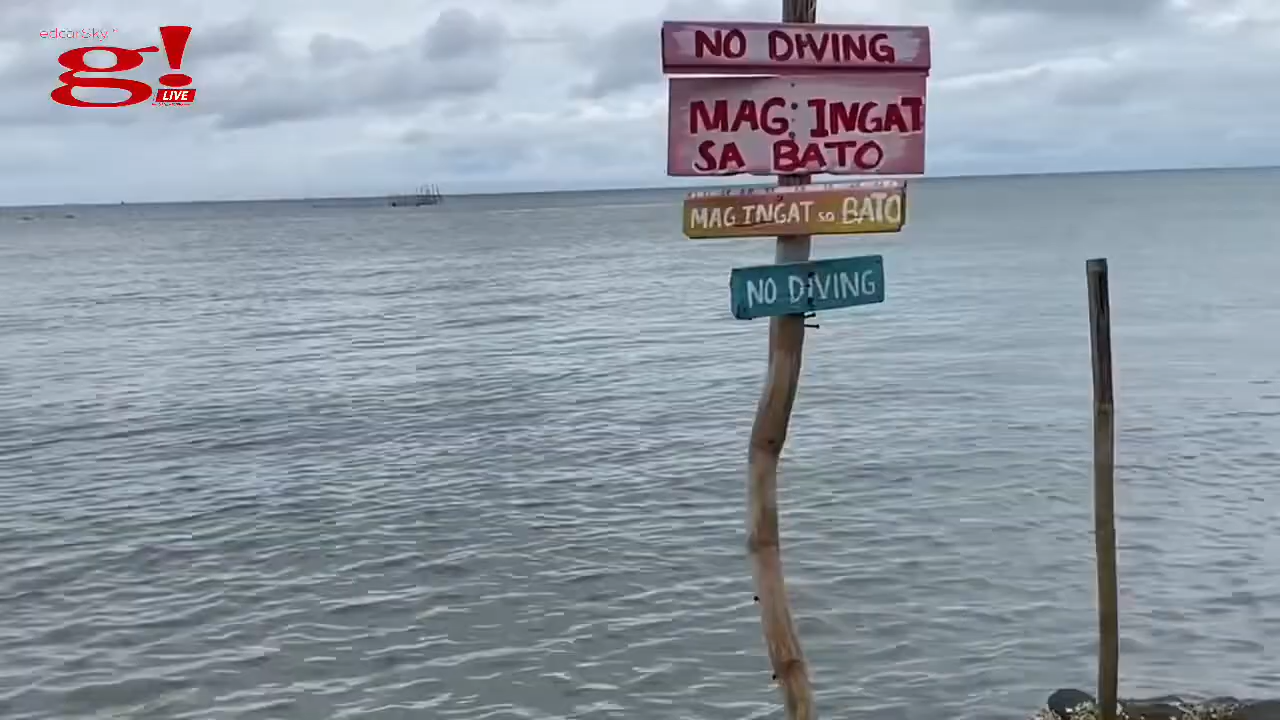 edcarsky
g!
LIVE
NO DIVING
MAG INGAT
SA BATO
MAG INGAT sa BATO
NO DIVING